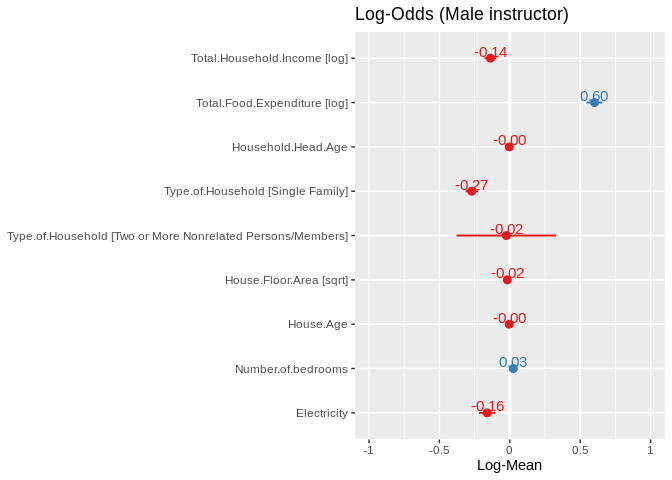 Log-Odds (Male instructor)
Total.Household.Income [log]
-0.14
Total.Food.Expenditure [log]
0.60
Household.Head.Age
-0.00
Type.of.Household [Single Family]
-0.27
Type.of.Household [Two or More Nonrelated Persons/Members]
-0.02
House.Floor.Area [sqrt]
-0.02
House.Age
-0.00
Number.of.bedrooms
0.03
Electricity
-0.16
-1 -0.5 0 0.5 1
Log-Mean